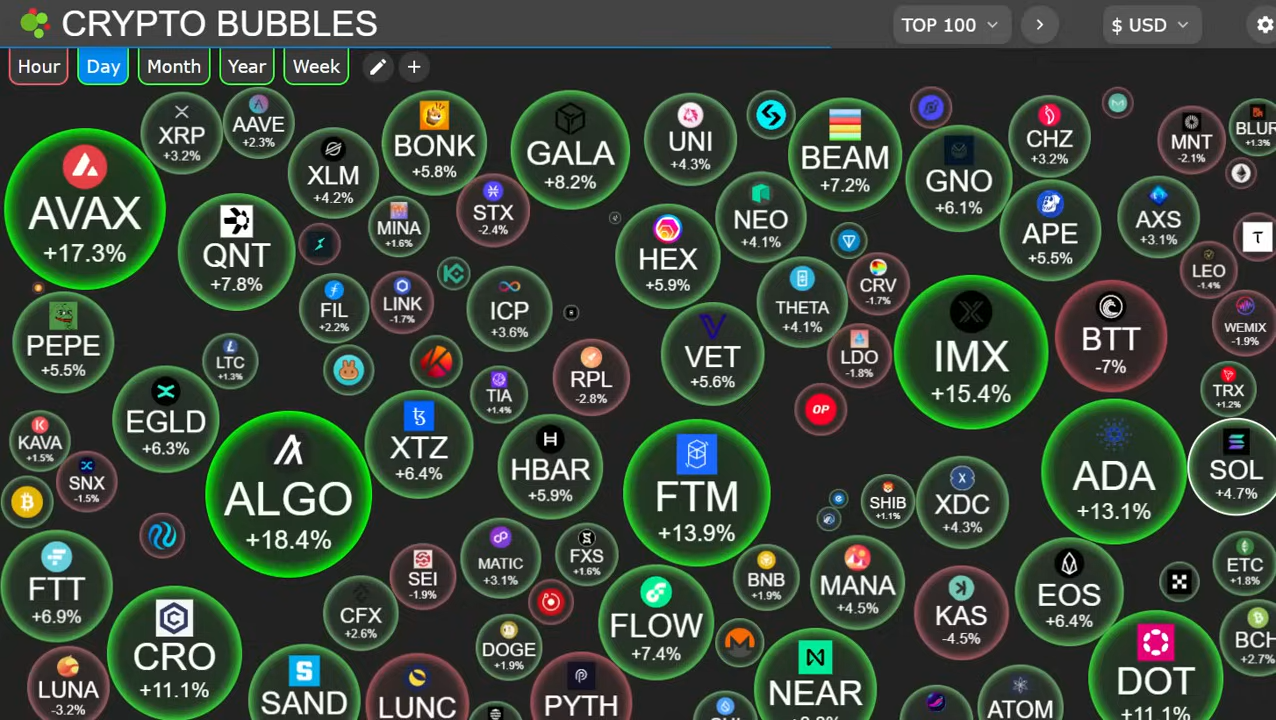 CRYPTO BUBBLES
TOP 100
$ USD
Hour
Day
Month
Year
Week
XRP
+3.2%
AAVE
+2.3%
XLM
+4.2%
BONK
+5.8%
GALA
+8.2%
UNI
+4.3%
BEAM
+7.2%
GNO
+6.1%
CHZ
+3.2%
MNT
-2.1%
BLUR
+1.3%
AVAX
+17.3%
QNT
+7.8%
MINA
+1.6%
STX
-2.4%
HEX
+5.9%
NEO
+4.1%
APE
+5.5%
AXS
+3.1%
LEO
-1.4%
FIL
+2.2%
LINK
-1.7%
ICP
+3.6%
THETA
+4.1%
CRV
-1.7%
WEMIX
-1.9%
PEPE
+5.5%
LTC
+1.3%
VET
+5.6%
LDO
-1.8%
IMX
+15.4%
BTT
-7%
RPL
-2.8%
TIA
+1.4%
TRX
+1.2%
EGLD
+6.3%
KAVA
+1.5%
SNX
-1.5%
ALGO
+18.4%
XTZ
+6.4%
HBAR
+5.9%
FTM
+13.9%
OP
SHIB
+1.1%
XDC
+4.3%
ADA
+13.1%
SOL
+4.7%
FTT
+6.9%
MATIC
+3.1%
FXS
+1.6%
BNB
+1.9%
MANA
+4.5%
EOS
+6.4%
ETC
+1.8%
SEI
-1.9%
CFX
+2.6%
KAS
-4.5%
CRO
+11.1%
DOGE
+1.9%
FLOW
+7.4%
BCH
+2.7%
LUNA
-3.2%
SAND
LUNC
PYTH
NEAR
ATOM
DOT
+11.1%